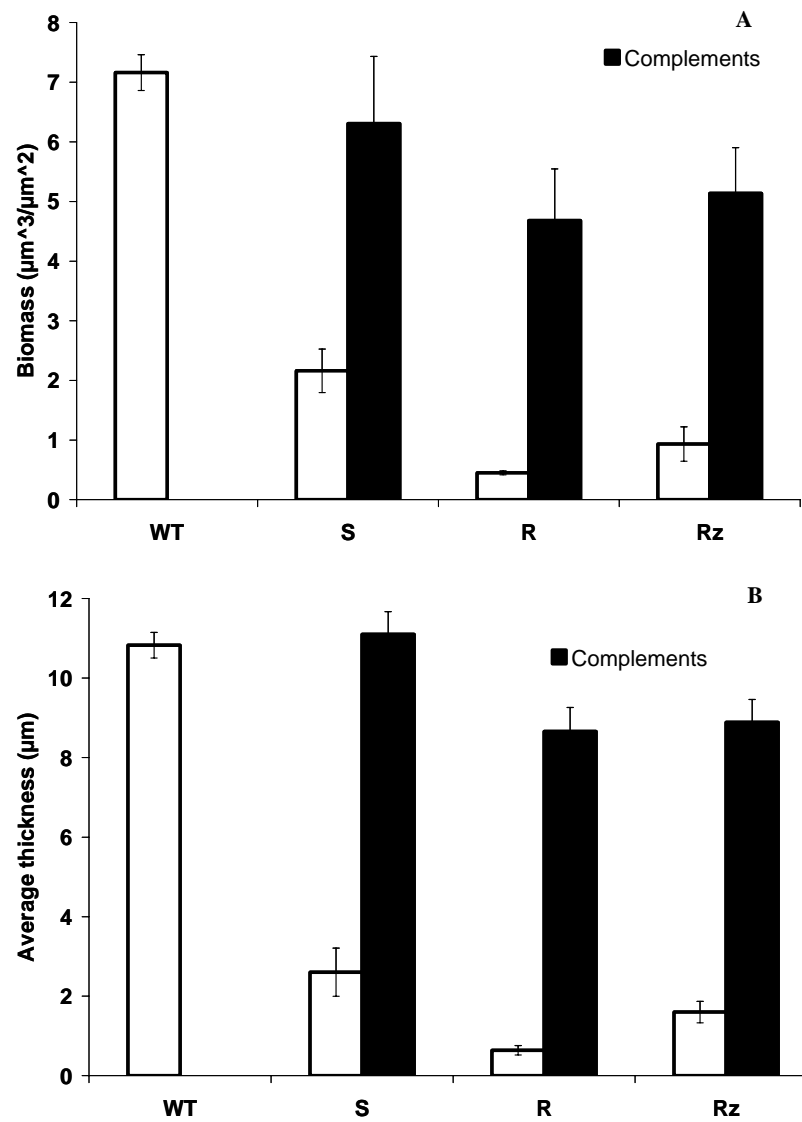 A
Complements
Biomass (µm^3/µm^2)
8
7
6
5
4
3
2
1
0
WT S R Rz
B
Complements
Average thickness (µm)
12
10
8
6
4
2
0
WT S R Rz